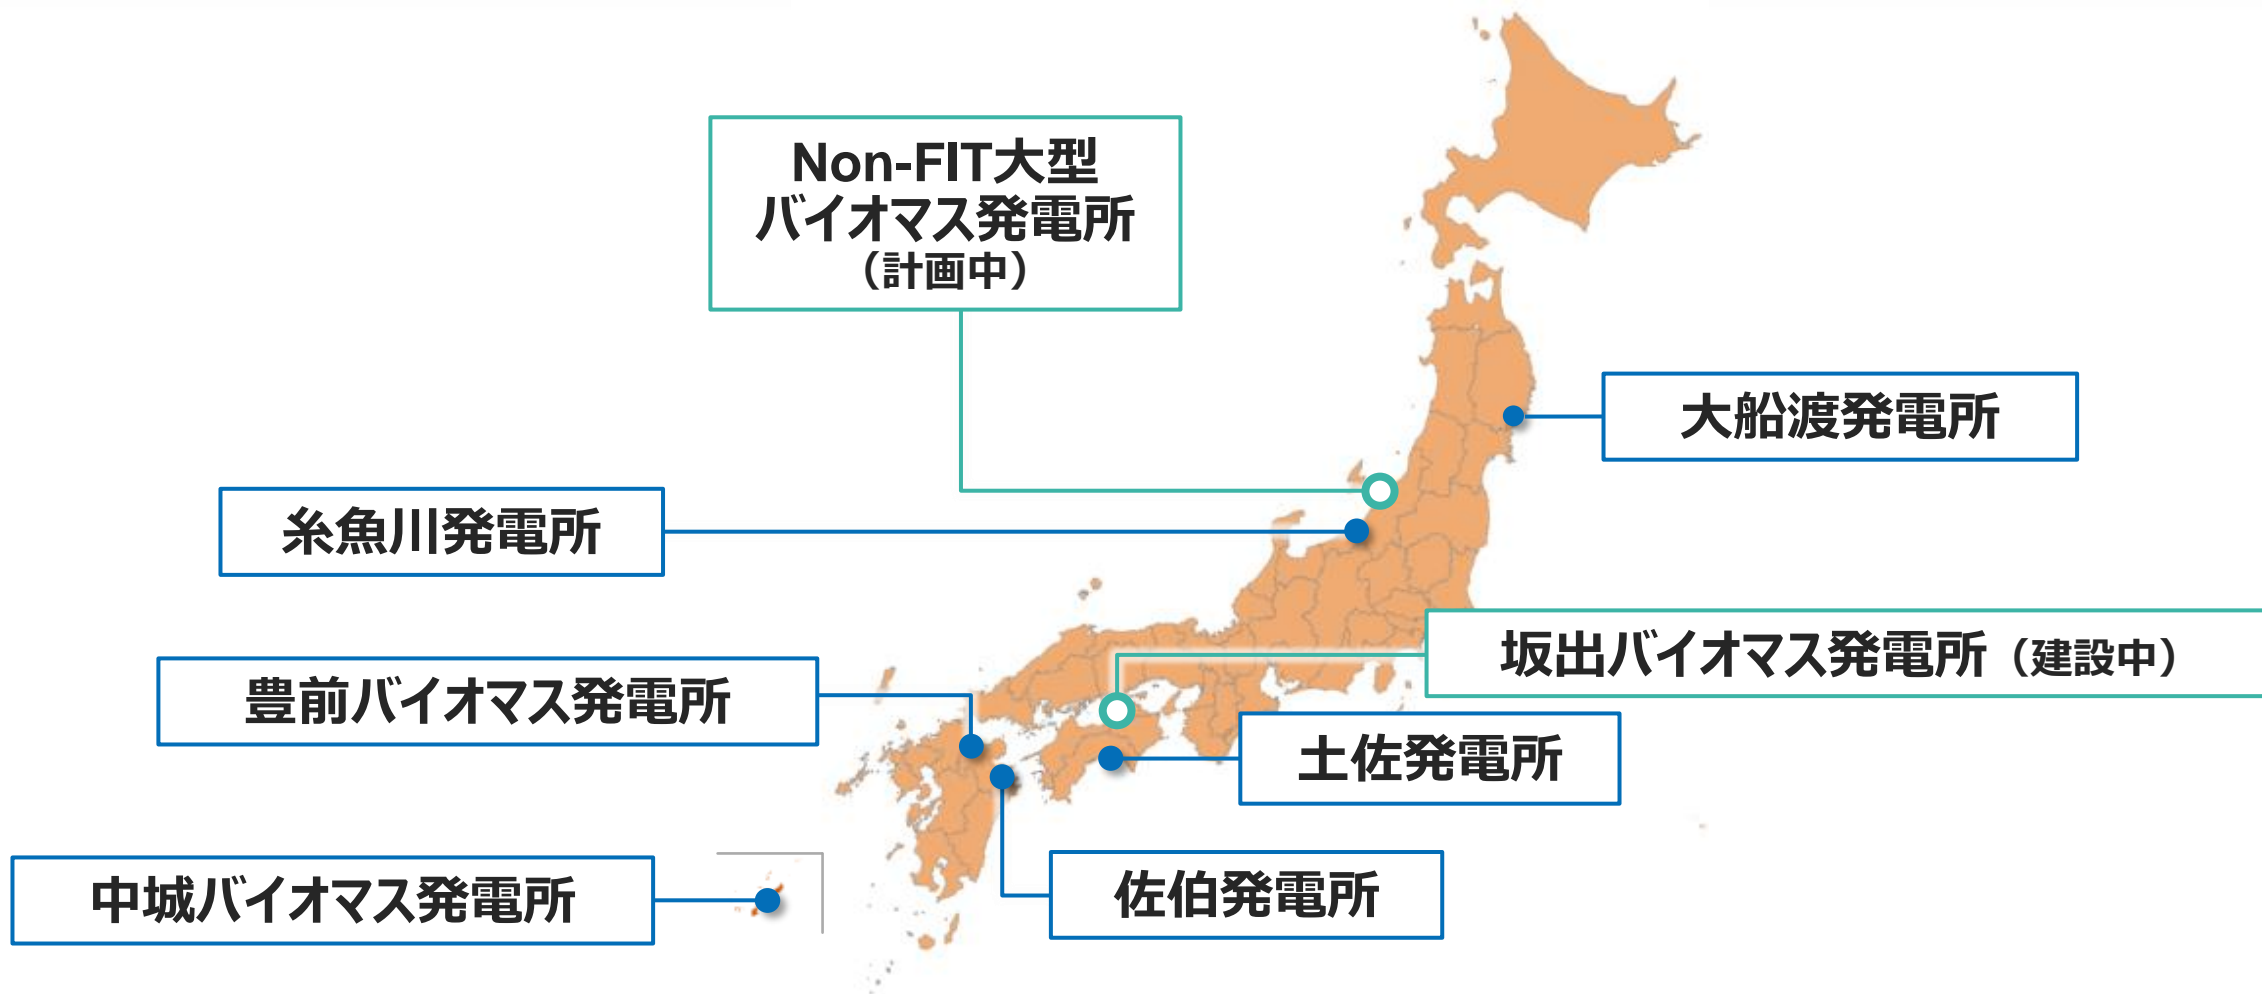 Non-FIT大型
バイオマス発電所
（計画中）
大船渡発電所
糸魚川発電所
坂出バイオマス発電所（建設中）
豊前バイオマス発電所
土佐発電所
中城バイオマス発電所
佐伯発電所